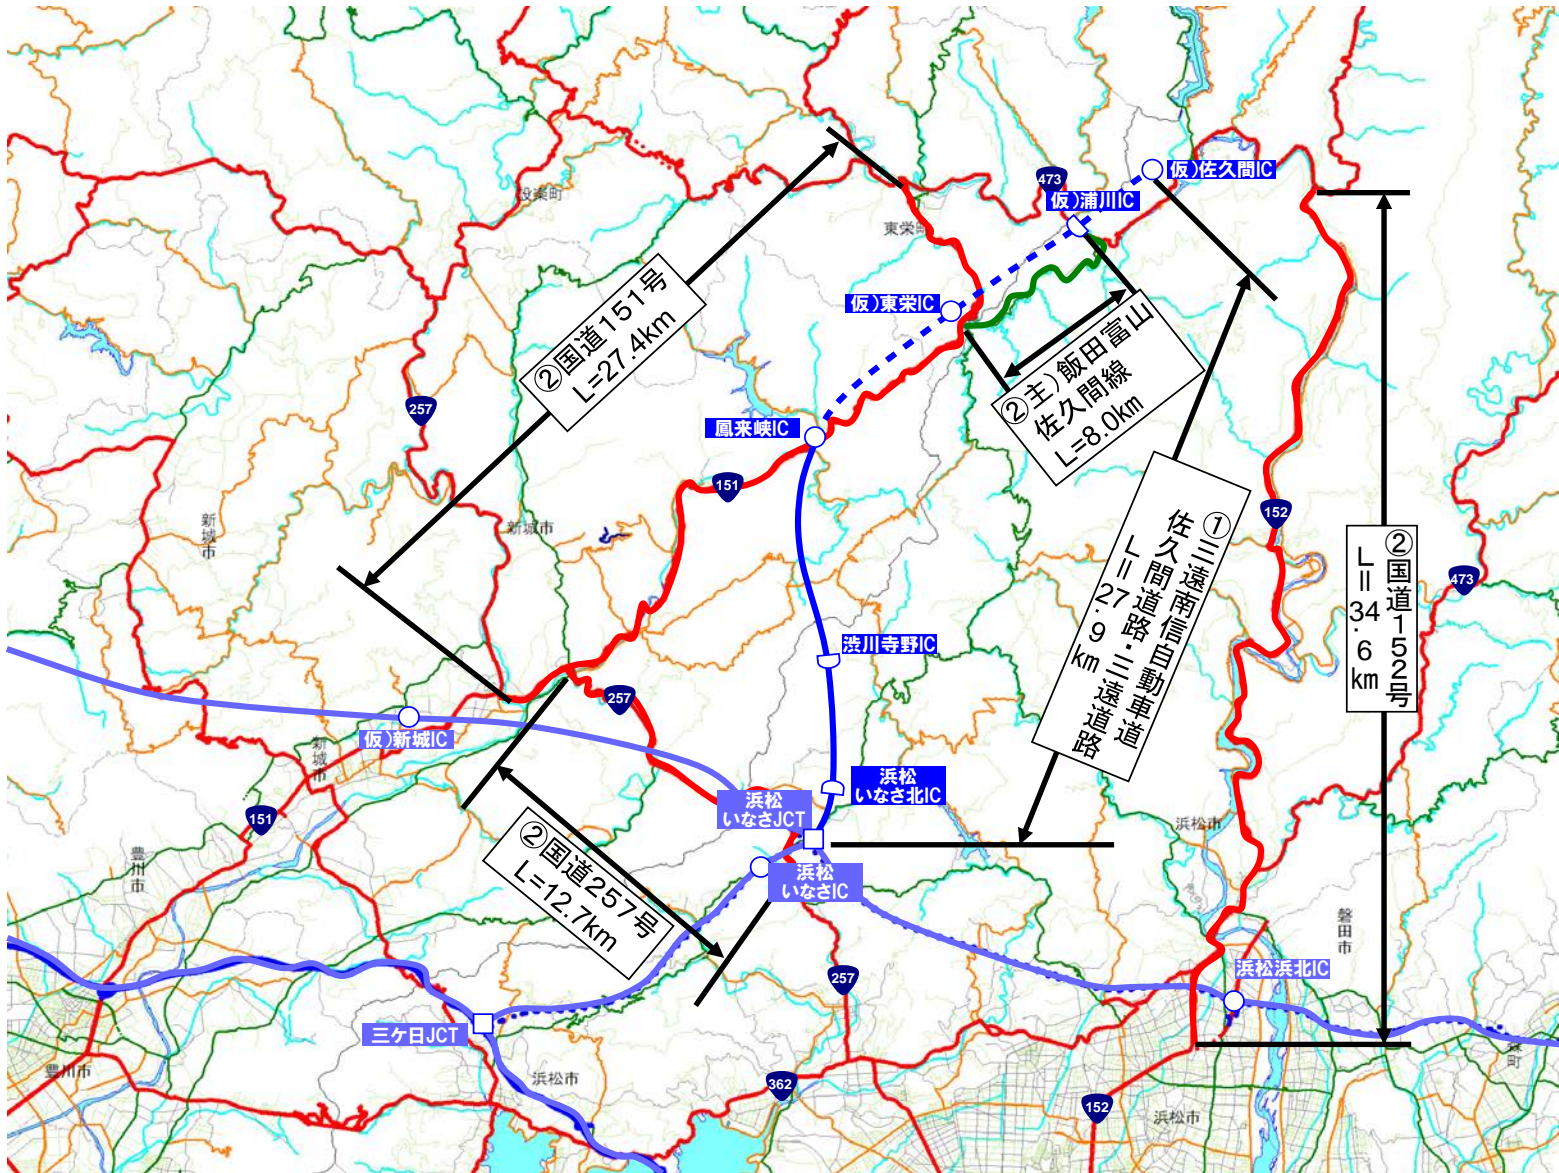 設楽町
473
仮)佐久間IC
仮)浦川IC
東栄町
②国道151号
L=27.4km
仮)東栄IC
②主)飯田富山
佐久間線
L=8.0km
257
鳳来峡IC
151
新城市
新城市
①三遠南信自動車道
佐久間道路・三遠道路
L=27.9km
152
②国道152号
L=34.6km
473
渋川寺野IC
257
仮)新城IC
新城市
浜松
いなさ北IC
浜松
いなさJCT
151
浜松市
豊川市
②国道257号
L=12.7km
浜松
いなさIC
磐田市
浜松浜北IC
257
三ケ日JCT
豊川市
浜松市
362
152
浜松市
森町